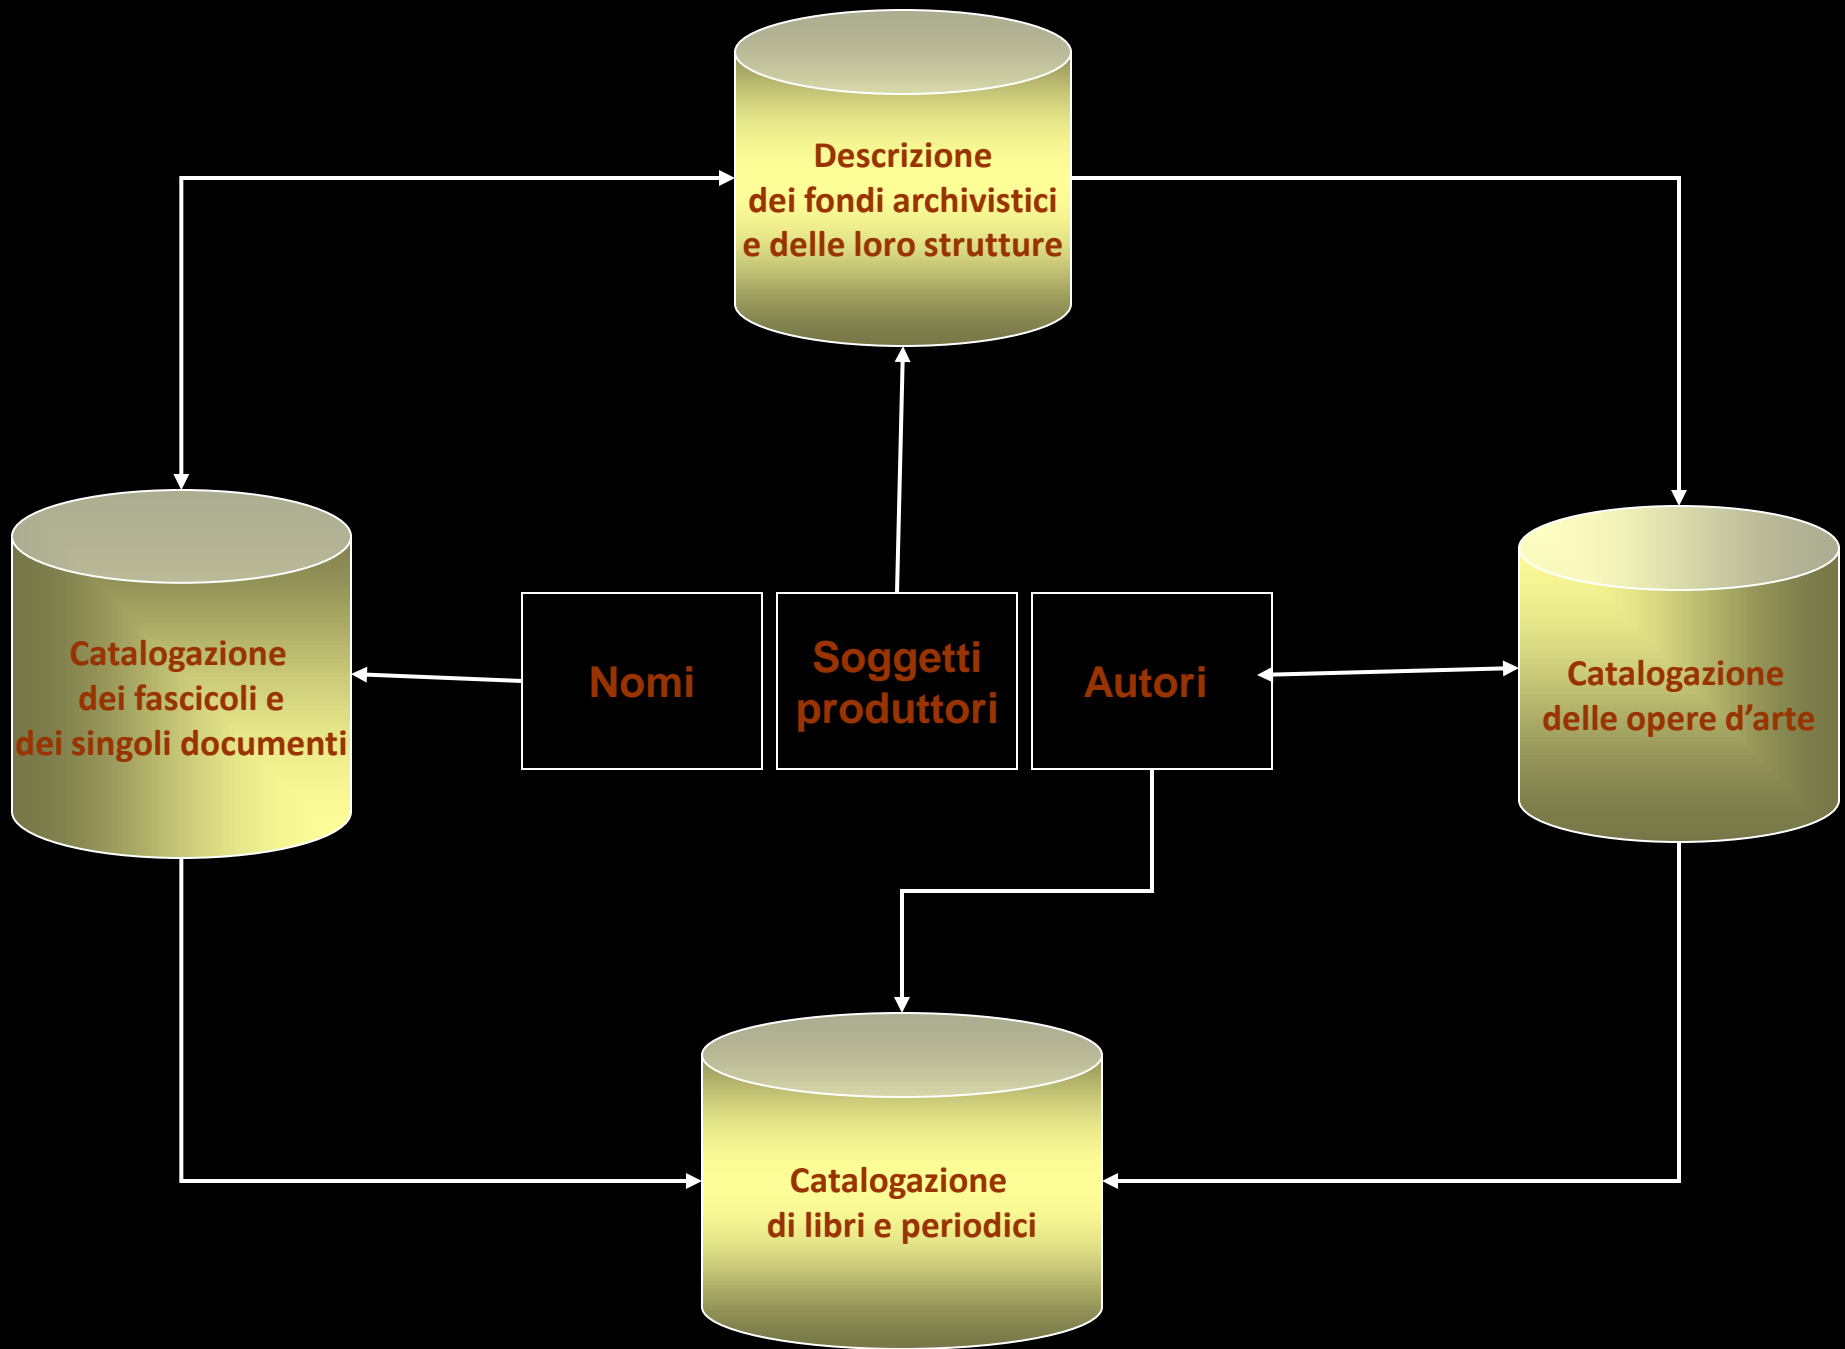 Descrizione
dei fondi archivistici
e delle loro strutture
Catalogazione
dei fascicoli e
dei singoli documenti
Nomi
Soggetti
produttori
Autori
Catalogazione
delle opere d’arte
Catalogazione
di libri e periodici